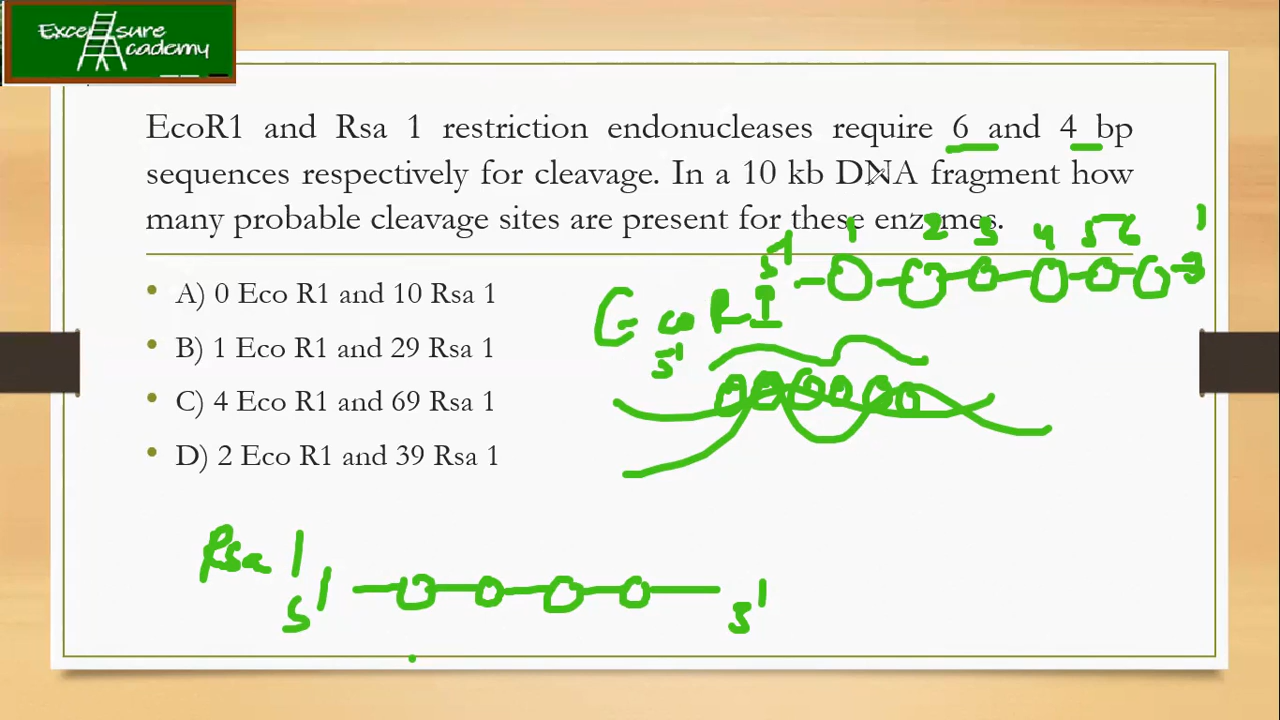 Excel sure
Academy
EcoR1 and Rsa 1 restriction endonucleases require 6 and 4 bp
sequences respectively for cleavage. In a 10 kb DNA fragment how
many probable cleavage sites are present for these enzymes.
1 2 3 4 5 6 '
5' 3
• A) 0 Eco R1 and 10 Rsa 1
EcoRI
• B) 1 Eco R1 and 29 Rsa 1
5'
• C) 4 Eco R1 and 69 Rsa 1
• D) 2 Eco R1 and 39 Rsa 1
Rsa 1
5' 3'